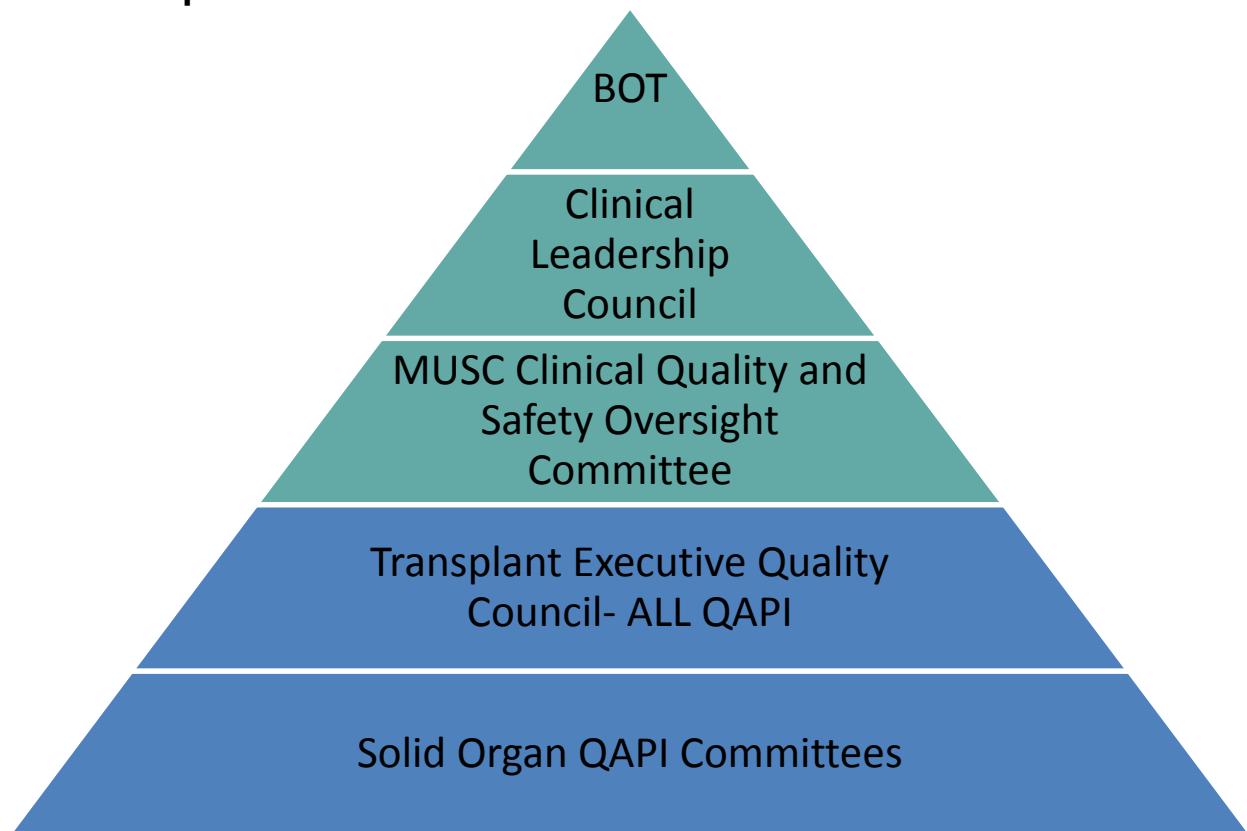 BOT
Clinical
Leadership
Council
MUSC Clinical Quality and
Safety Oversight
Committee
Transplant Executive Quality
Council- ALL QAPI
Solid Organ QAPI Committees